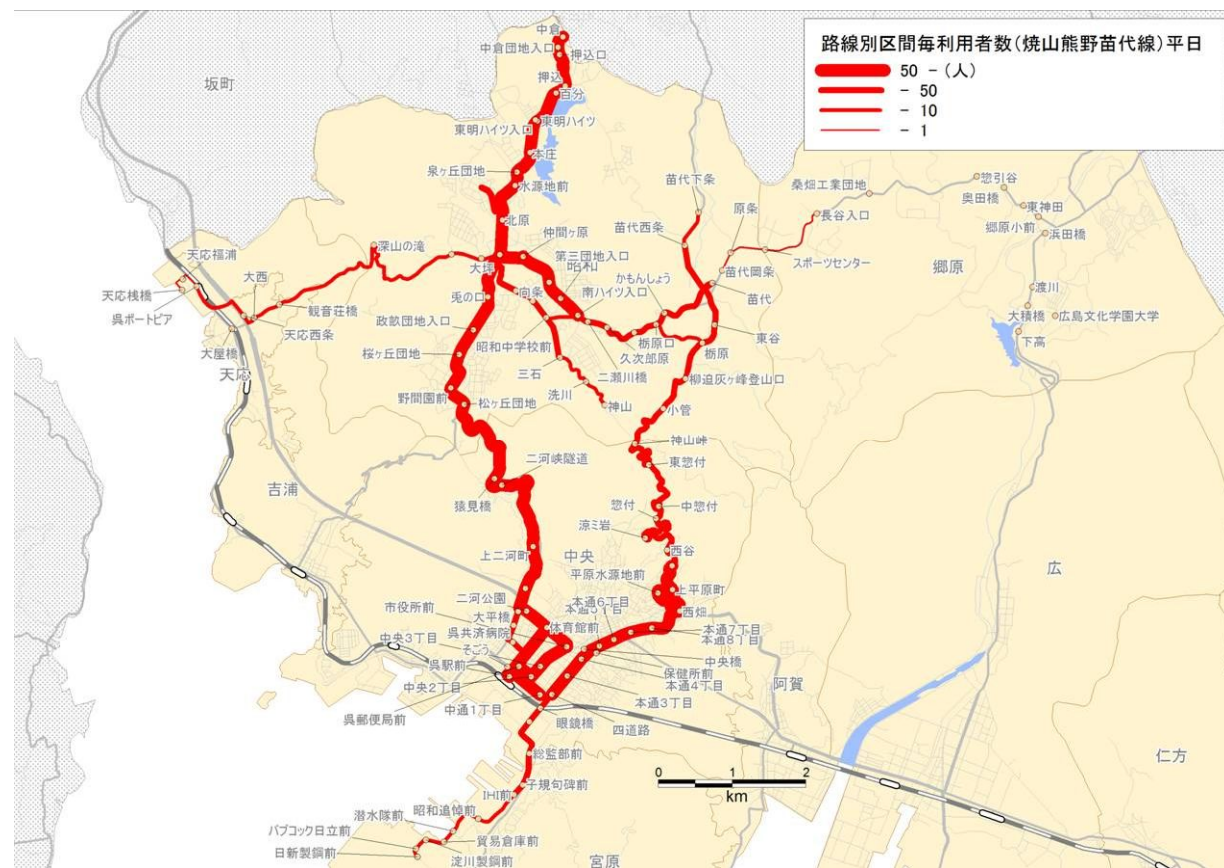 路線別区間毎利用者数(焼山熊野苗代線)平日
50 - (人)
- 50
- 10
- 1
中倉
中倉団地入口
押込口
押込
百分
坂町
東明ハイツ入口
東明ハイツ
本庄
泉ヶ丘団地
水源地前
北原
苗代下条
桑畑工業団地
惣引谷
奥田橋
東神田
郷原小前
浜田橋
原条
長谷入口
苗代西条
深山の滝
仲間ヶ原
天応福浦
大坪
第三団地入口
昭和
スポーツセンター
郷原
大西
かもんしょう
苗代岡条
天応桟橋
向条
南ハイツ入口
苗代
渡川
呉ポートピア
観音荘橋
兎の口
大積橋
広島文化学園大学
天応西条
政畝団地入口
東谷
下高
大屋橋
昭和中学校前
栃原口
久次郎原
栃原
天応
桜ヶ丘団地
三石
二瀬川橋
柳迫灰ヶ峰登山口
洗川
野間園前
松ヶ丘団地
神山
小管
神山峠
東惣付
二河峡隧道
吉浦
猿見橋
惣付
中惣付
涼ミ岩
上二河町
中央
西谷
広
平原水源地前
上平原町
二河公園
本通6丁目
本通5丁目
西畑
市役所前
大平橋
体育館前
本通7丁目
中央3丁目
呉共済病院
本通8丁目
そごう
中央橋
呉駅前
保健所前
中央2丁目
本通4丁目
阿賀
本通3丁目
呉郵便局前
中通1丁目
四道路
眼鏡橋
仁方
総監部前
0 1 2
km
子規句碑前
IHI前
昭和追悼前
潜水隊前
バブコック日立前
貿易倉庫前
日新製鋼前
淀川製鋼前
宮原